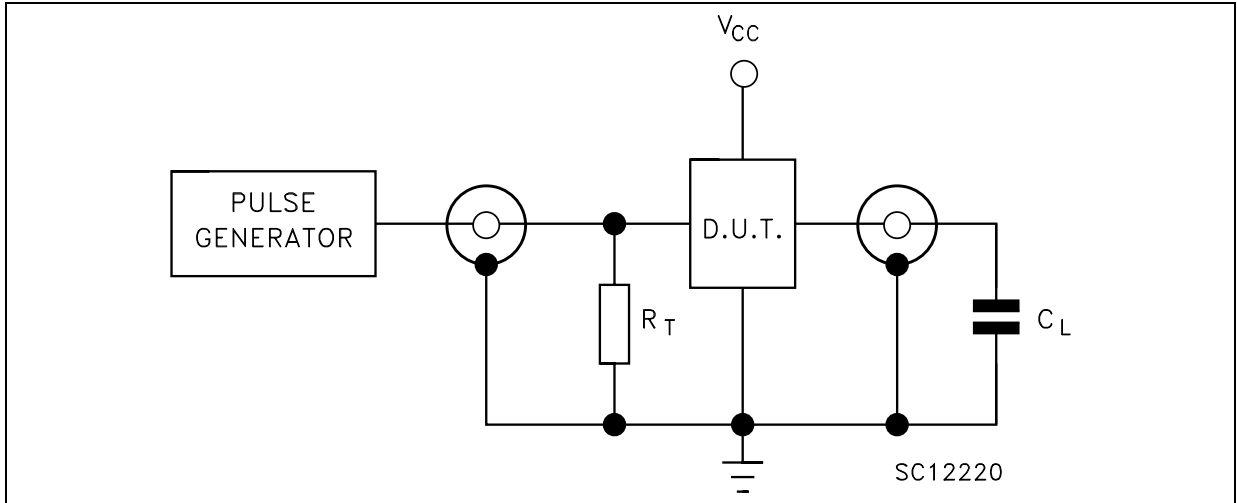 VCC
PULSE
GENERATOR
D.U.T.
RT
CL
SC12220